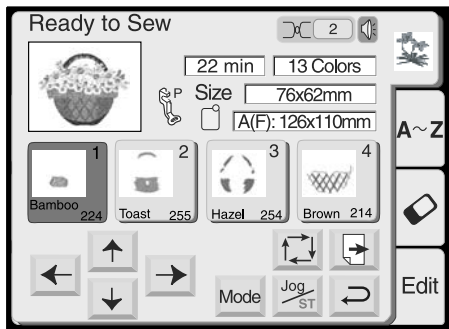 Ready to Sew
2
22 min 13 Colors
P
Size 76x62mm
A(F): 126x110mm
A~Z
1
Bamboo
224
2
Toast 255
3
Hazel 254
4
Brown 214
Mode
Jog
ST
Edit